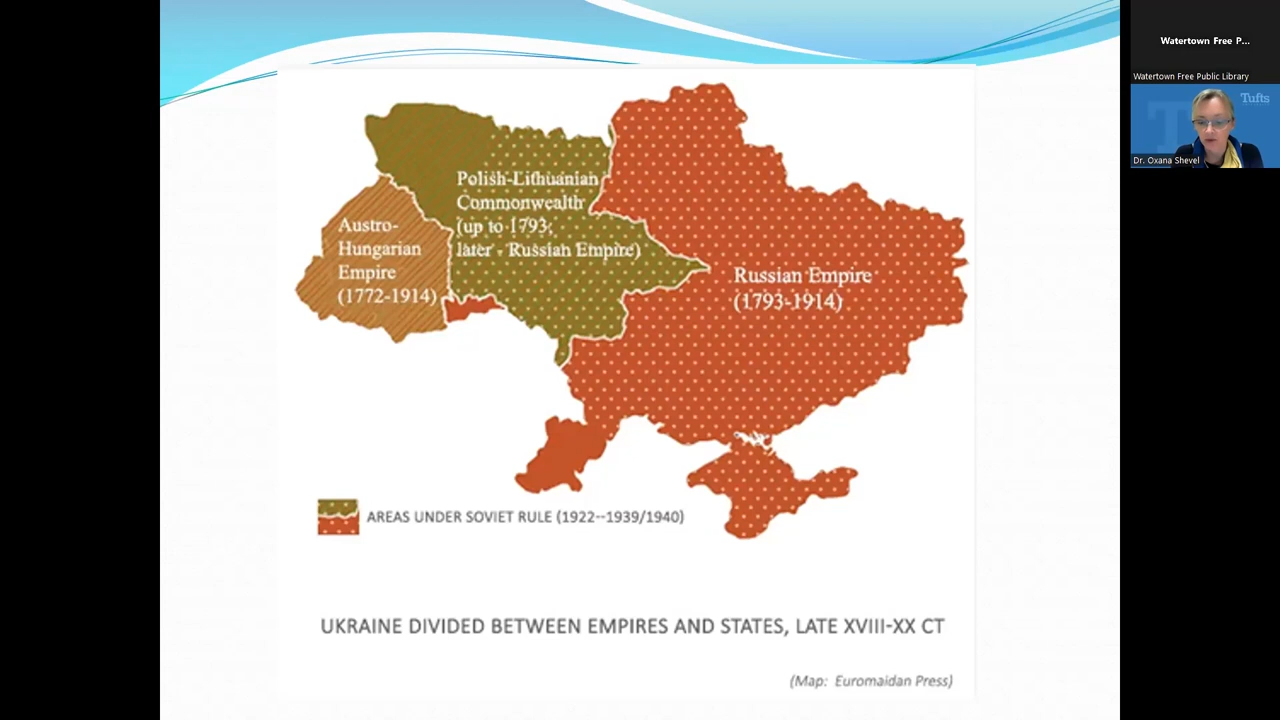 Polish-Lithuanian
Commonwealth
(up to 1793;
later - Russian Empire)
Austro-
Hungarian
Empire
(1772-1914)
Russian Empire
(1793-1914)
AREAS UNDER SOVIET RULE (1922--1939/1940)
UKRAINE DIVIDED BETWEEN EMPIRES AND STATES, LATE XVIII-XX CT
(Map: Euromaidan Press)
Watertown Free P...
Watertown Free Public Library
Tufts
Dr. Oxana Shevel